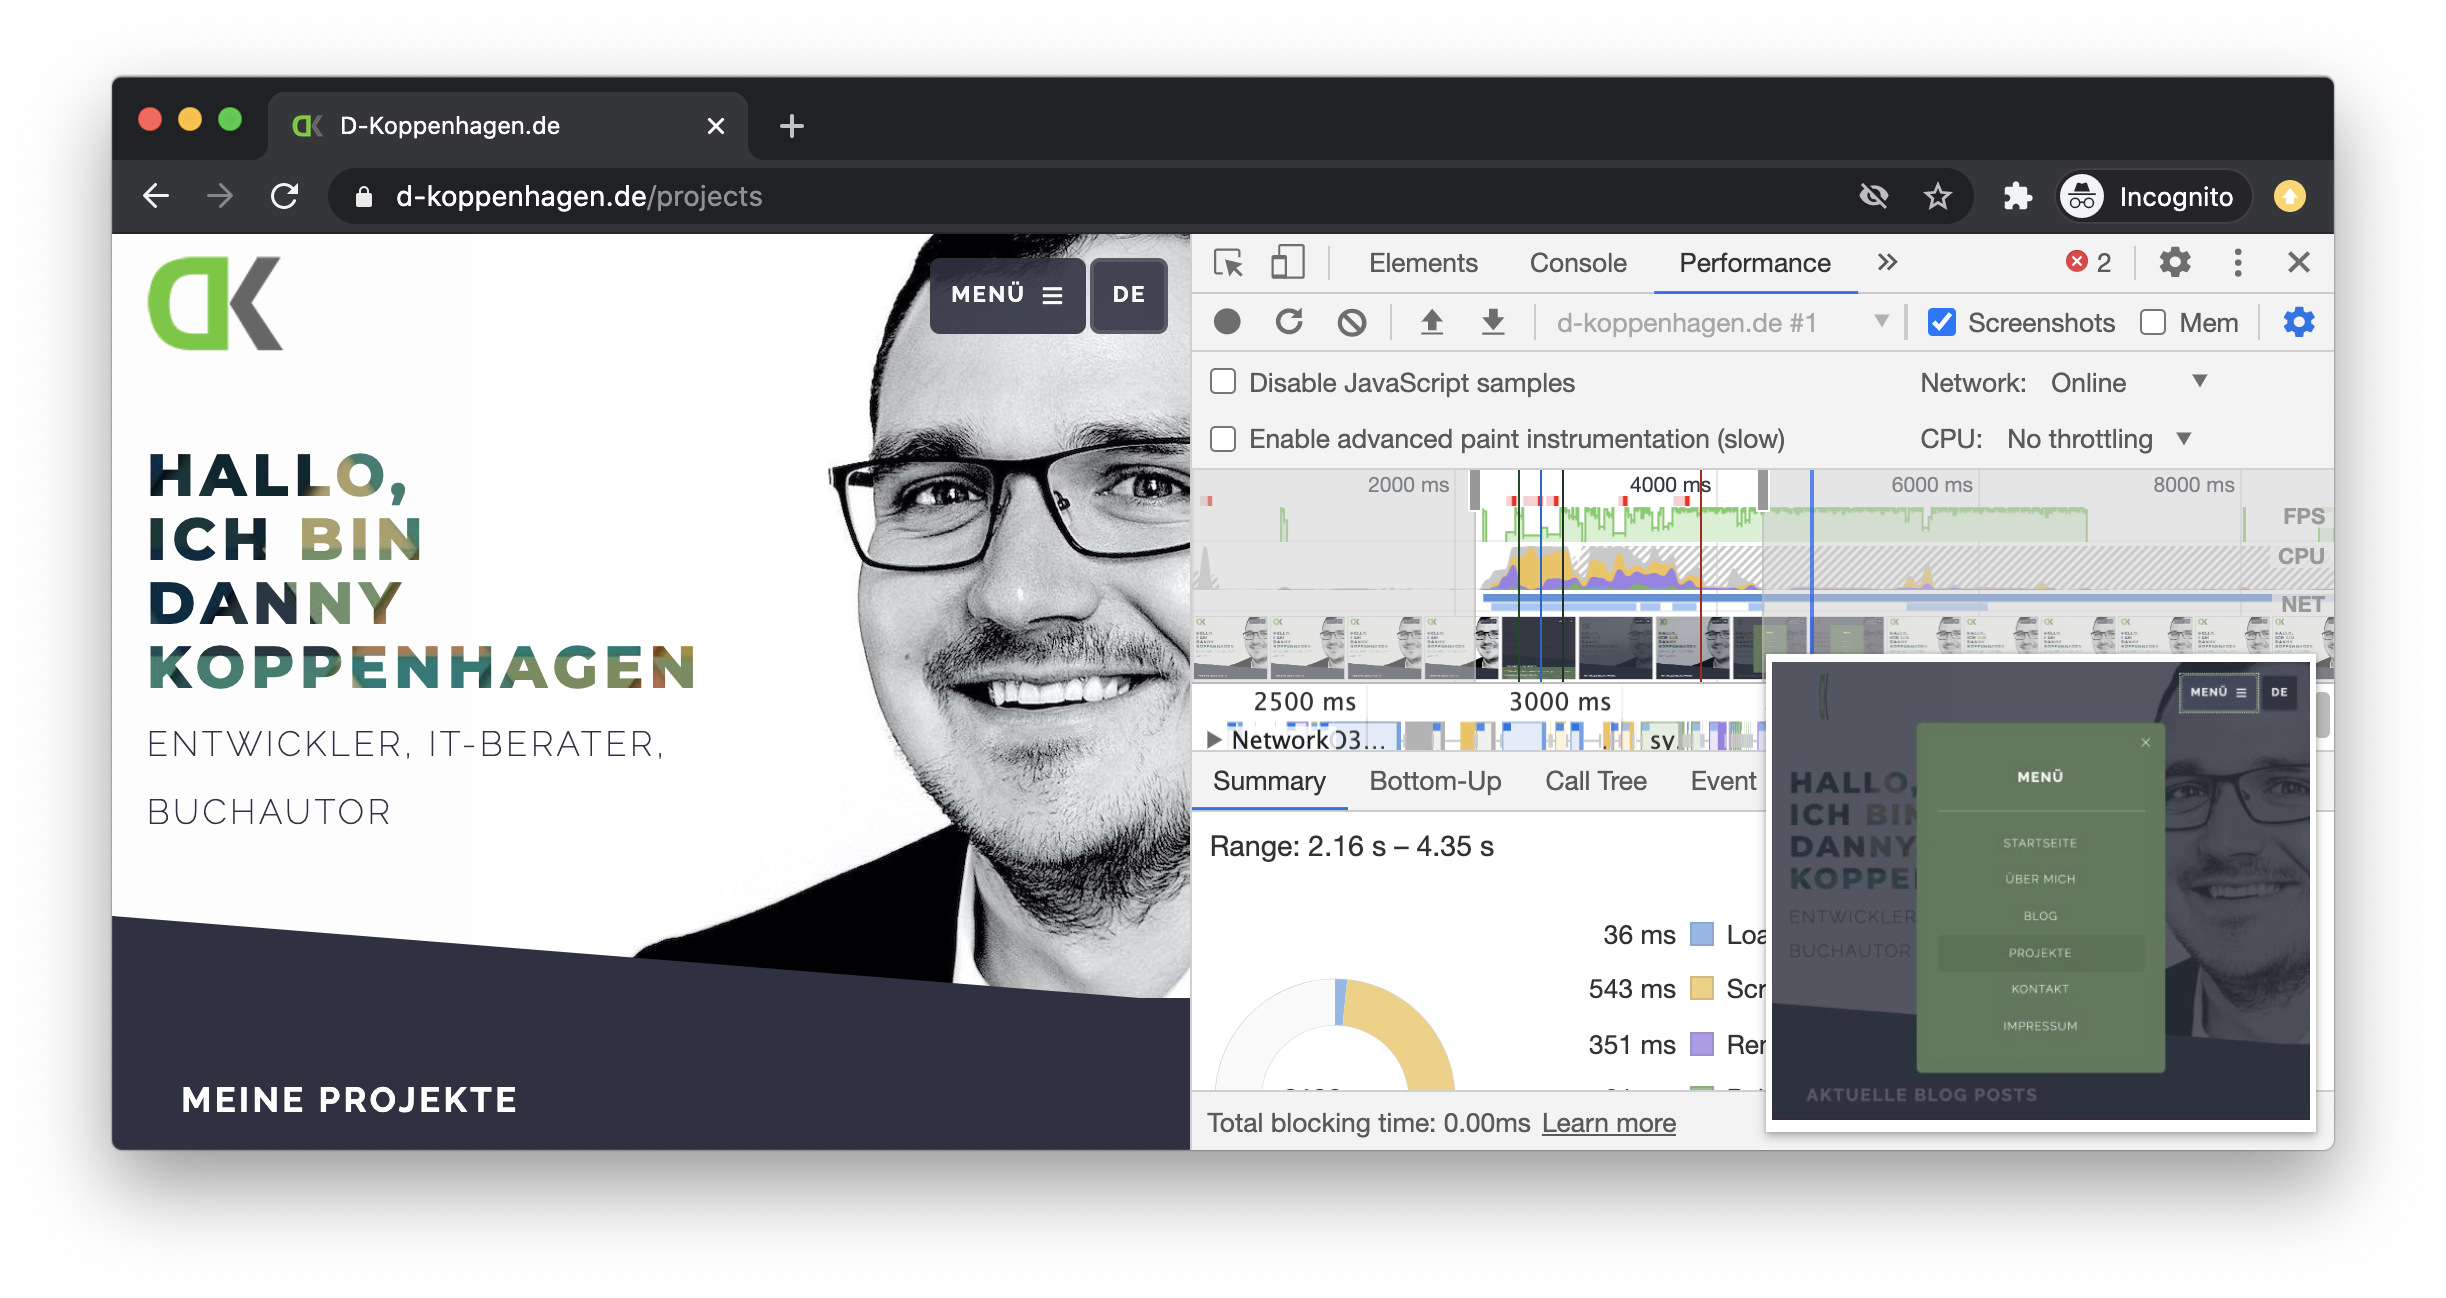 D-Koppenhagen.de
d-koppenhagen.de/projects
Incognito
MENÜ
DE
HALLO,
ICH BIN
DANNY
KOPPENHAGEN
ENTWICKLER, IT-BERATER,
BUCHAUTOR
MEINE PROJEKTE
Elements Console Performance 2
d-koppenhagen.de #1 Screenshots Mem
Disable JavaScript samples Network: Online
Enable advanced paint instrumentation (slow) CPU: No throttling
2000 ms 4000 ms 6000 ms 8000 ms
FPS
CPU
NET
2500 ms 3000 ms
Network
Summary Bottom-Up Call Tree Event
Range: 2.16 s – 4.35 s
36 ms Loa
543 ms Scr
351 ms Rer
Total blocking time: 0.00ms Learn more
MENÜ DE
MENÜ
STARTSEITE
ÜBER MICH
BLOG
PROJEKTE
KONTAKT
IMPRESSUM
HALLO,
ICH BIN
DANNY
KOPPE
ENTWICKLER
BUCHAUTOR
AKTUELLE BLOG POSTS